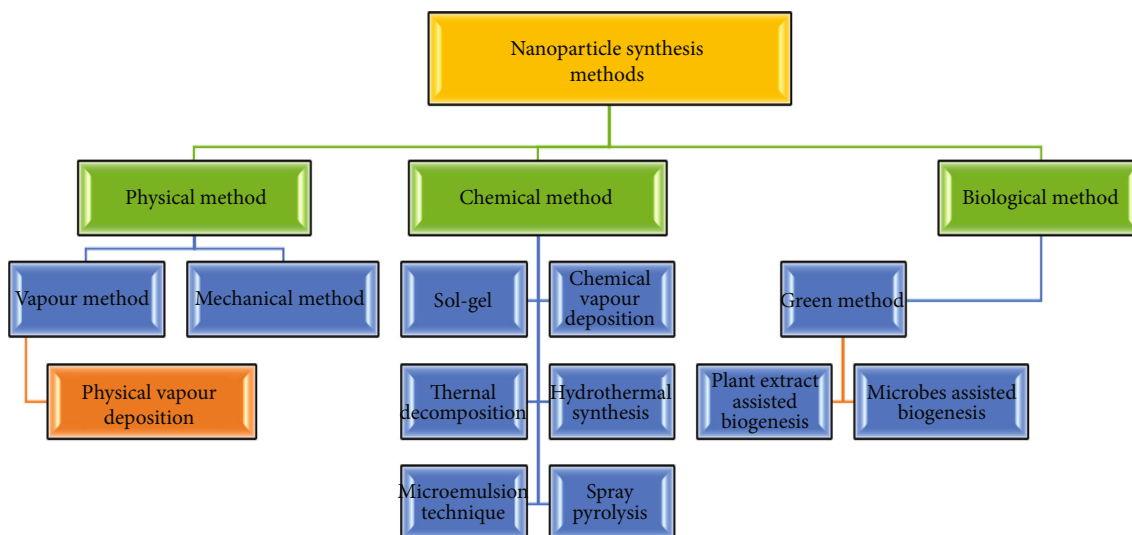 Nanoparticle synthesis
methods
Physical method
Chemical method
Biological method
Vapour method
Mechanical method
Sol-gel
Chemical
vapour
deposition
Green method
Physical vapour
deposition
Thernal
decomposition
Hydrothermal
synthesis
Plant extract
assisted
biogenesis
Microbes assisted
biogenesis
Microemulsion
technique
Spray
pyrolysis